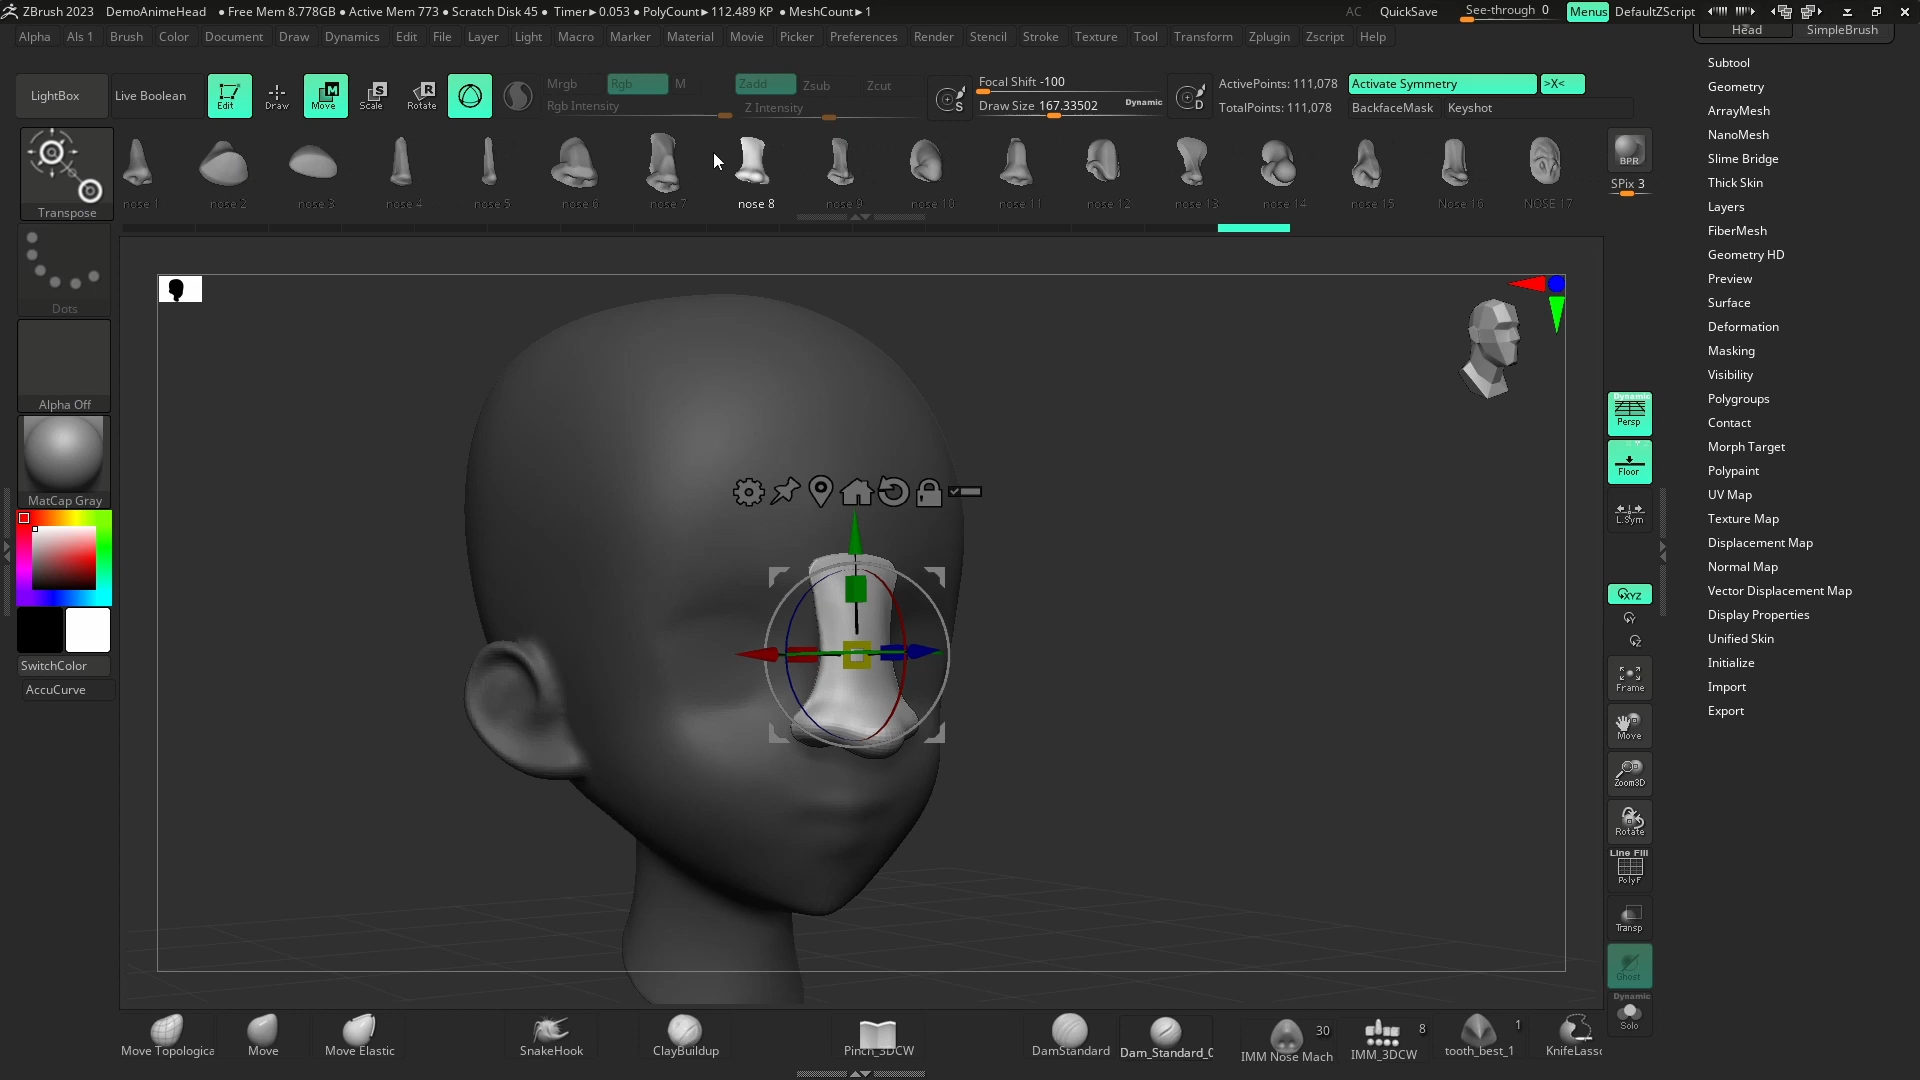 ZBrush 2023 DemoAnimeHead ● Free Mem 8.778GB ● Active Mem 773 ● Scratch Disk 45 ● Timer►0.053 ● PolyCount►112.489 KP ● MeshCount►1 AC QuickSave See-through 0 Menus DefaultZScript
Alpha Als 1 Brush Color Document Draw Dynamics Edit File Layer Light Macro Marker Material Movie Picker Preferences Render Stencil Stroke Texture Tool Transform Zplugin Zscript Help
Head SimpleBrush
LightBox Live Boolean Edit Draw Move Scale Rotate
M S R
Mrgb Rgb M
Rgb Intensity
Zadd Zsub Zcut
Z Intensity
S
Focal Shift -100
Draw Size 167.33502 Dynamic
D
ActivePoints: 111,078
TotalPoints: 111,078
Activate Symmetry >X<
BackfaceMask Keyshot
Transpose
nose 1 nose 2 nose 3 nose 4 nose 5 nose 6 nose 7 nose 8 nose 9 nose 10 nose 11 nose 12 nose 13 nose 14 nose 15 Nose 16 NOSE 17
BPR
SPix 3
Dots
Alpha Off
MatCap Gray
SwitchColor
AccuCurve
Dynamic
Persp
Floor
L.Sym
XYZ
Frame
Move
Zoom3D
Rotate
Line Fill
PolyF
Transp
Ghost
Dynamic
Solo
Subtool
Geometry
ArrayMesh
NanoMesh
Slime Bridge
Thick Skin
Layers
FiberMesh
Geometry HD
Preview
Surface
Deformation
Masking
Visibility
Polygroups
Contact
Morph Target
Polypaint
UV Map
Texture Map
Displacement Map
Normal Map
Vector Displacement Map
Display Properties
Unified Skin
Initialize
Import
Export
Move Topologica Move Move Elastic SnakeHook ClayBuildup Pinch_3DCW DamStandard Dam_Standard_0 IMM Nose Mach 30 IMM_3DCW 8 tooth_best_1 1 KnifeLasso